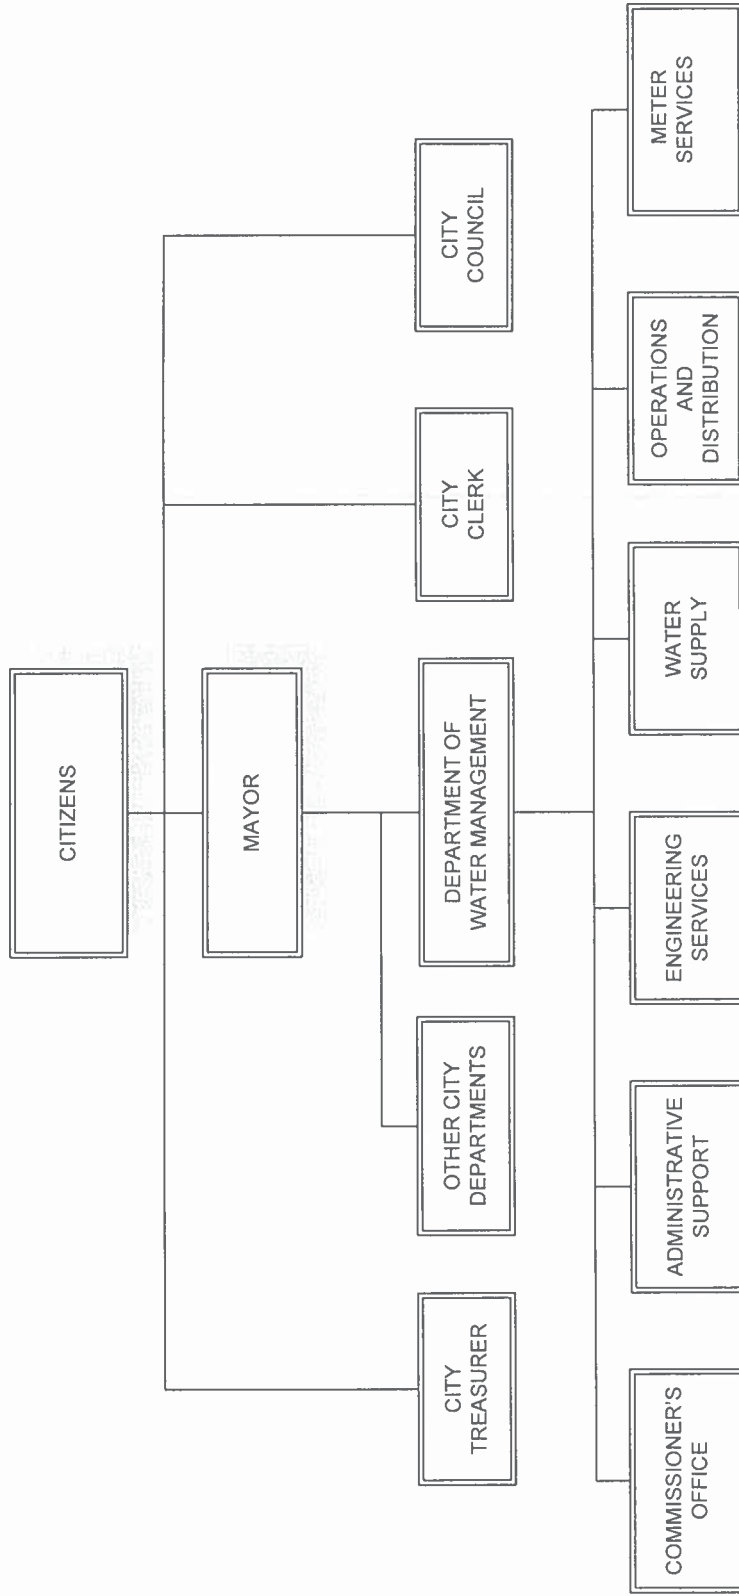 CITIZENS
MAYOR
CITY
TREASURER
OTHER CITY
DEPARTMENTS
DEPARTMENT OF
WATER MANAGEMENT
CITY
CLERK
CITY
COUNCIL
COMMISSIONER'S
OFFICE
ADMINISTRATIVE
SUPPORT
ENGINEERING
SERVICES
WATER
SUPPLY
OPERATIONS
AND
DISTRIBUTION
METER
SERVICES